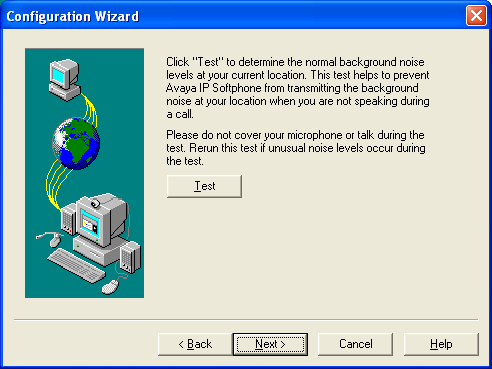 Configuration Wizard
Click "Test" to determine the normal background noise
levels at your current location. This test helps to prevent
Avaya IP Softphone from transmitting the background
noise at your location when you are not speaking during
a call.
Please do not cover your microphone or talk during the
test. Rerun this test if unusual noise levels occur during
the test.
Test
< Back
Next >
Cancel
Help